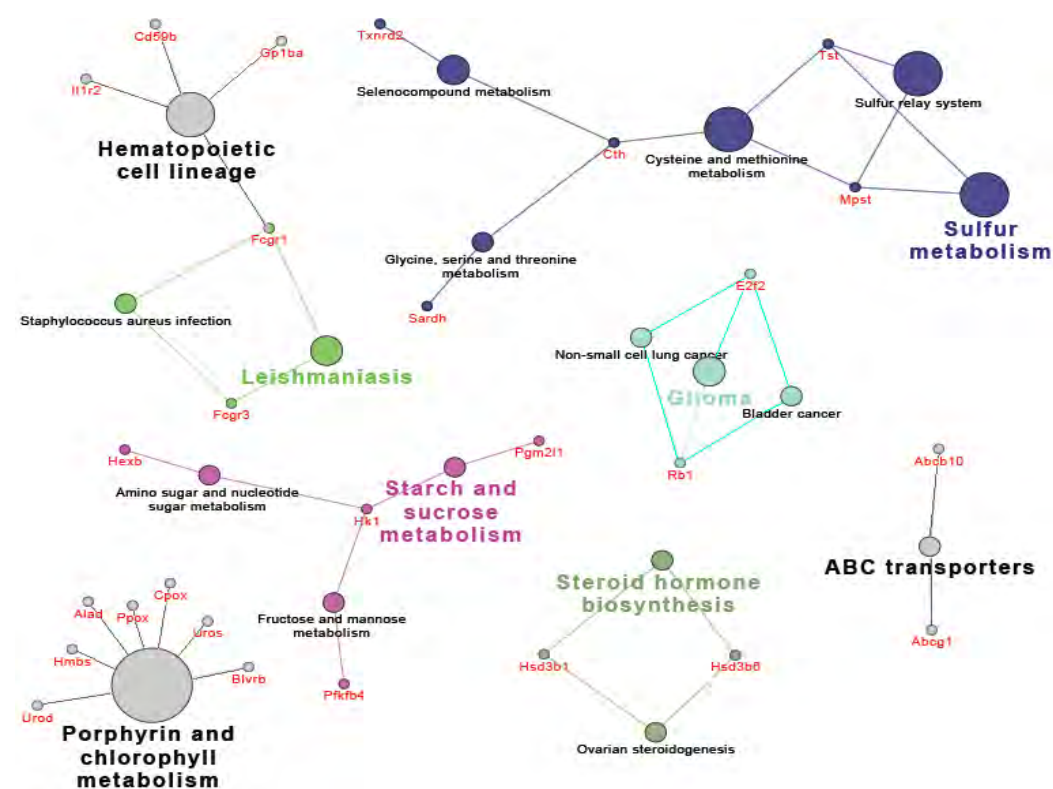 Cd59b
Gp1ba
Il1r2
Hematopoietic
cell lineage
Fcgr1
Staphylococcus aureus infection
Leishmaniasis
Fcgr3
Txnrd2
Selenocompound metabolism
Cth
Tst
Sulfur relay system
Cysteine and methionine
metabolism
Mpst
Sulfur
metabolism
Glycine, serine and threonine
metabolism
Sardh
E2f2
Non-small cell lung cancer
Glioma
Bladder cancer
Rb1
Hexb
Amino sugar and nucleotide
sugar metabolism
Pgm2l1
Starch and
sucrose
metabolism
Hk1
Fructose and mannose
metabolism
Pfkfb4
Abcb10
ABC transporters
Abcg1
Steroid hormone
biosynthesis
Hsd3b1
Hsd3b6
Ovarian steroidogenesis
Cpox
Alad
Ppox
Uros
Hmbs
Blvrb
Urod
Porphyrin and
chlorophyll
metabolism